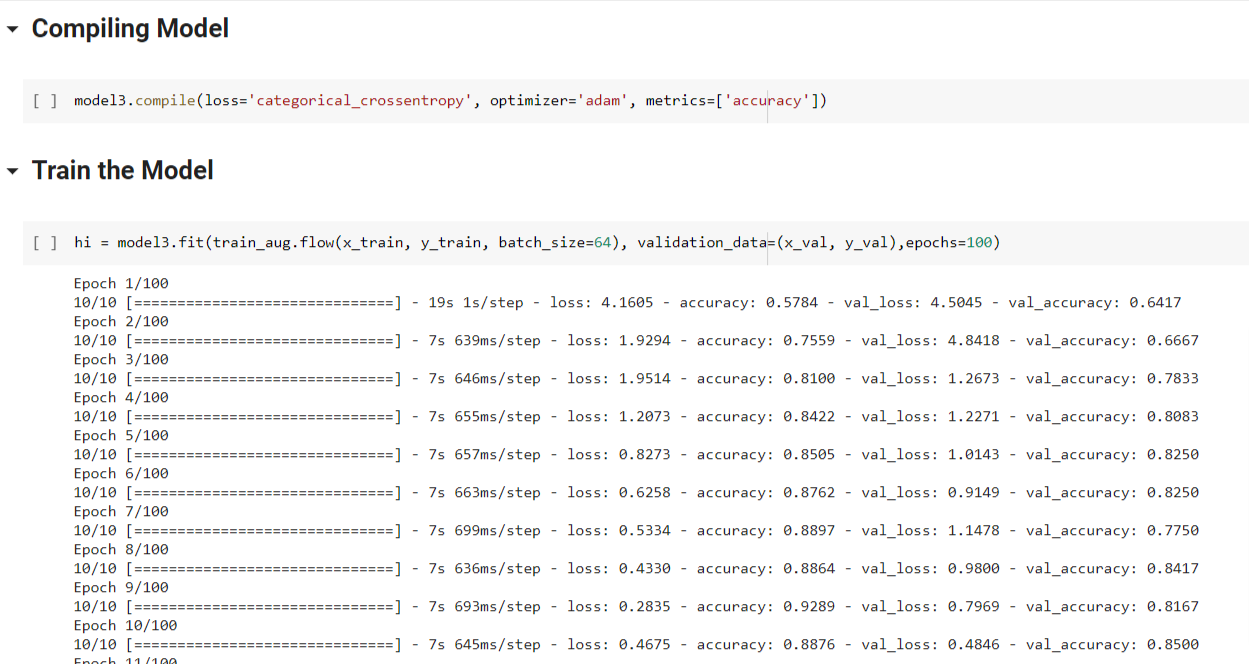 Compiling Model
[ ] model3.compile(loss='categorical_crossentropy', optimizer='adam', metrics=['accuracy'])
Train the Model
[ ] hi = model3.fit(train_aug.flow(x_train, y_train, batch_size=64), validation_data=(x_val, y_val),epochs=100)
Epoch 1/100
10/10 [==============================] - 19s 1s/step - loss: 4.1605 - accuracy: 0.5784 - val_loss: 4.5045 - val_accuracy: 0.6417
Epoch 2/100
10/10 [==============================] - 7s 639ms/step - loss: 1.9294 - accuracy: 0.7559 - val_loss: 4.8418 - val_accuracy: 0.6667
Epoch 3/100
10/10 [==============================] - 7s 646ms/step - loss: 1.9514 - accuracy: 0.8100 - val_loss: 1.2673 - val_accuracy: 0.7833
Epoch 4/100
10/10 [==============================] - 7s 655ms/step - loss: 1.2073 - accuracy: 0.8422 - val_loss: 1.2271 - val_accuracy: 0.8083
Epoch 5/100
10/10 [==============================] - 7s 657ms/step - loss: 0.8273 - accuracy: 0.8505 - val_loss: 1.0143 - val_accuracy: 0.8250
Epoch 6/100
10/10 [==============================] - 7s 663ms/step - loss: 0.6258 - accuracy: 0.8762 - val_loss: 0.9149 - val_accuracy: 0.8250
Epoch 7/100
10/10 [==============================] - 7s 699ms/step - loss: 0.5334 - accuracy: 0.8897 - val_loss: 1.1478 - val_accuracy: 0.7750
Epoch 8/100
10/10 [==============================] - 7s 636ms/step - loss: 0.4330 - accuracy: 0.8864 - val_loss: 0.9800 - val_accuracy: 0.8417
Epoch 9/100
10/10 [==============================] - 7s 693ms/step - loss: 0.2835 - accuracy: 0.9289 - val_loss: 0.7969 - val_accuracy: 0.8167
Epoch 10/100
10/10 [==============================] - 7s 645ms/step - loss: 0.4675 - accuracy: 0.8876 - val_loss: 0.4846 - val_accuracy: 0.8500
Epoch 11/100